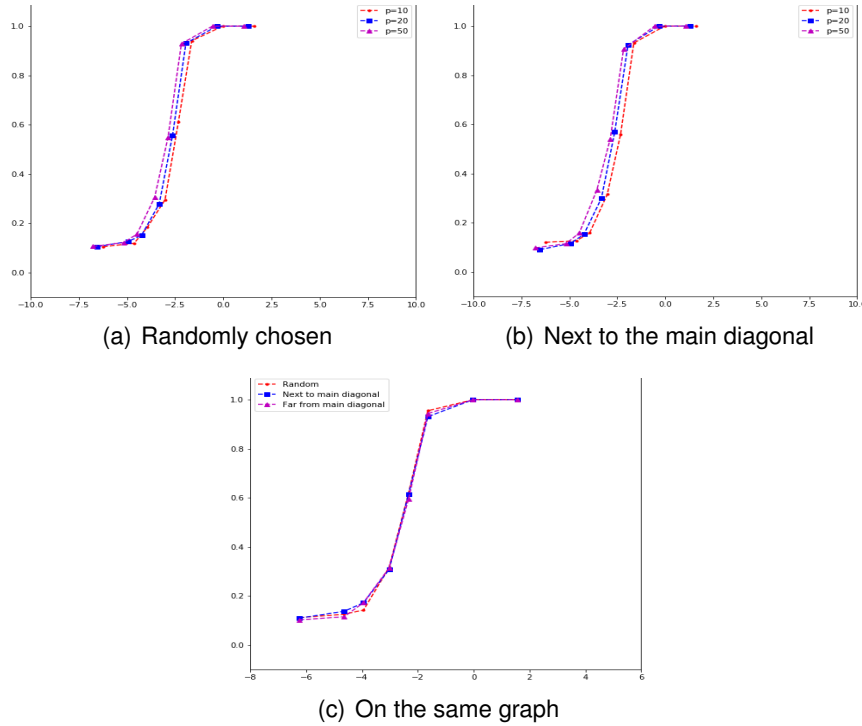 p=10
p=20
p=50
1.0
0.8
0.6
0.4
0.2
0.0
−10.0 −7.5 −5.0 −2.5 0.0 2.5 5.0 7.5 10.0
(a) Randomly chosen
p=10
p=20
p=50
1.0
0.8
0.6
0.4
0.2
0.0
−10.0 −7.5 −5.0 −2.5 0.0 2.5 5.0 7.5 10.0
(b) Next to the main diagonal
Random
Next to main diagonal
Far from main diagonal
1.0
0.8
0.6
0.4
0.2
0.0
−8 −6 −4 −2 0 2 4 6
(c) On the same graph